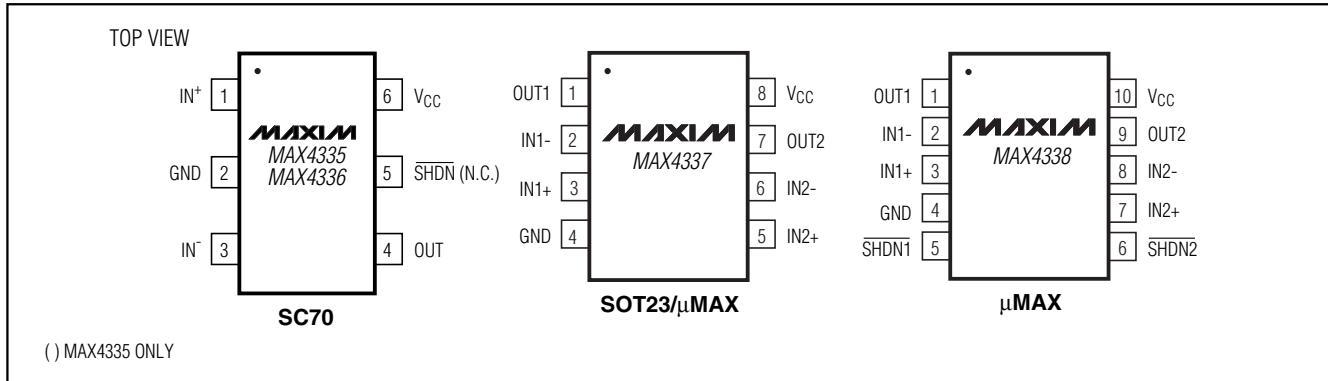 TOP VIEW
IN+ 1
GND 2
IN- 3
6 VCC
5 SHDN (N.C.)
4 OUT
MAXIM
MAX4335
MAX4336
SC70
OUT1 1
IN1- 2
IN1+ 3
GND 4
8 VCC
7 OUT2
6 IN2-
5 IN2+
MAXIM
MAX4337
SOT23/µMAX
OUT1 1
IN1- 2
IN1+ 3
GND 4
SHDN1 5
10 VCC
9 OUT2
8 IN2-
7 IN2+
6 SHDN2
MAXIM
MAX4338
µMAX
( ) MAX4335 ONLY